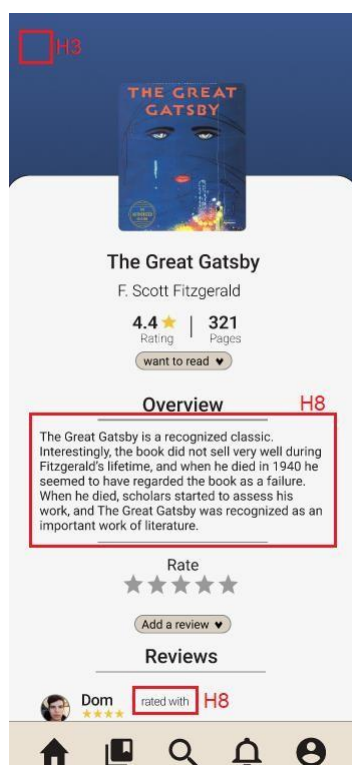 H3
THE GREAT
GATSBY
The Great Gatsby
F. Scott Fitzgerald
4.4 321
Rating Pages
want to read
Overview H8
The Great Gatsby is a recognized classic.
Interestingly, the book did not sell very well during
Fitzgerald's lifetime, and when he died in 1940 he
seemed to have regarded the book as a failure.
When he died, scholars started to assess his
work, and The Great Gatsby was recognized as an
important work of literature.
Rate
Add a review
Reviews
Dom rated with H8